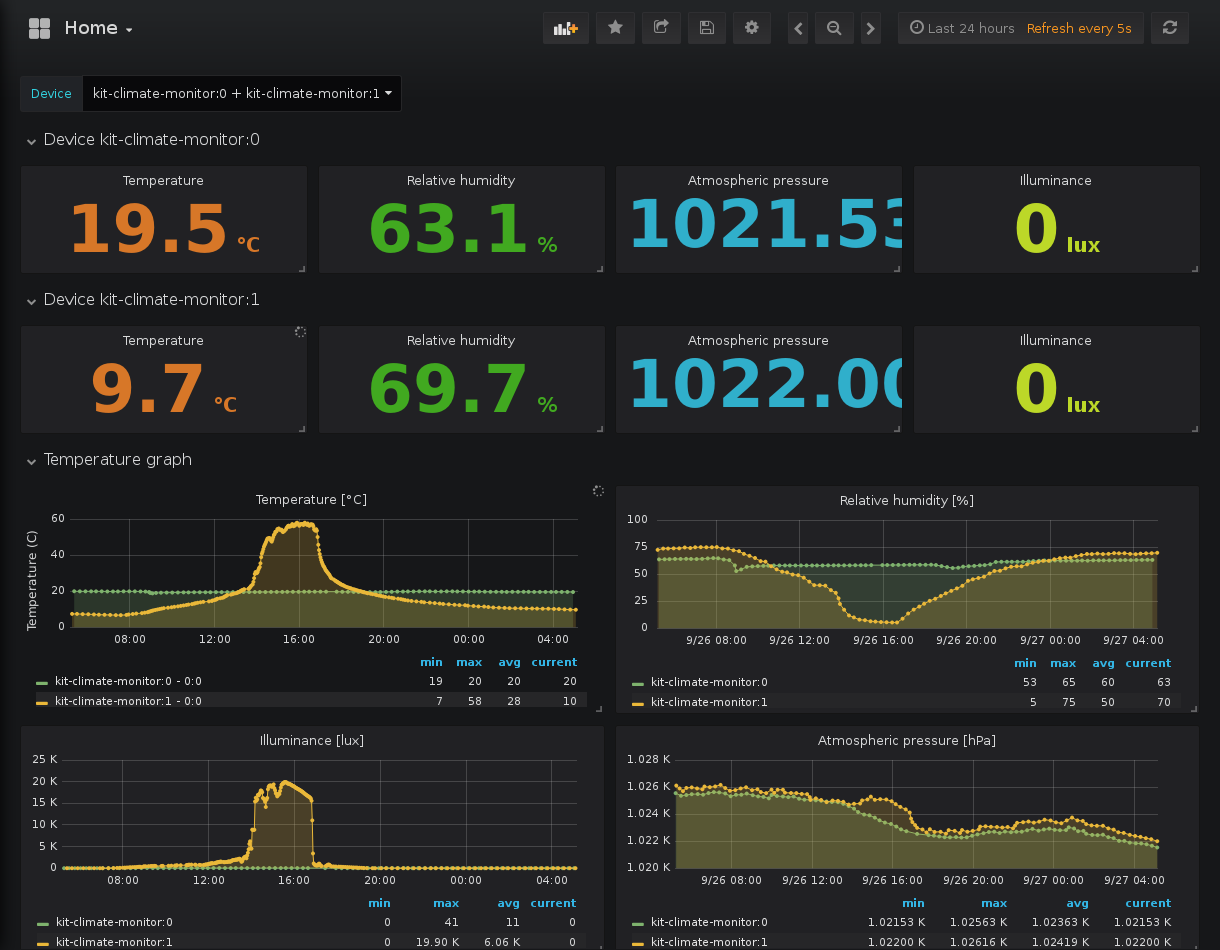 Home
Last 24 hours Refresh every 5s
Device kit-climate-monitor:0 + kit-climate-monitor:1
Device kit-climate-monitor:0
Temperature Relative humidity Atmospheric pressure Illuminance
19.5 °C 63.1 % 1021.53 0 lux
Device kit-climate-monitor:1
Temperature Relative humidity Atmospheric pressure Illuminance
9.7 °C 69.7 % 1022.00 0 lux
Temperature graph
Temperature [°C]
Temperature (C)
60
40
20
0
08:00 12:00 16:00 20:00 00:00 04:00
min max avg current
kit-climate-monitor:0 - 0:0 19 20 20 20
kit-climate-monitor:1 - 0:0 7 58 28 10
Relative humidity [%]
100
75
50
25
0
9/26 08:00 9/26 12:00 9/26 16:00 9/26 20:00 9/27 00:00 9/27 04:00
min max avg current
kit-climate-monitor:0 53 65 60 63
kit-climate-monitor:1 5 75 50 70
Illuminance [lux]
25 K
20 K
15 K
10 K
5 K
0
08:00 12:00 16:00 20:00 00:00 04:00
min max avg current
kit-climate-monitor:0 0 41 11 0
kit-climate-monitor:1 0 19.90 K 6.06 K 0
Atmospheric pressure [hPa]
1.028 K
1.026 K
1.024 K
1.022 K
1.020 K
9/26 08:00 9/26 12:00 9/26 16:00 9/26 20:00 9/27 00:00 9/27 04:00
min max avg current
kit-climate-monitor:0 1.02153 K 1.02563 K 1.02363 K 1.02153 K
kit-climate-monitor:1 1.02200 K 1.02616 K 1.02419 K 1.02200 K